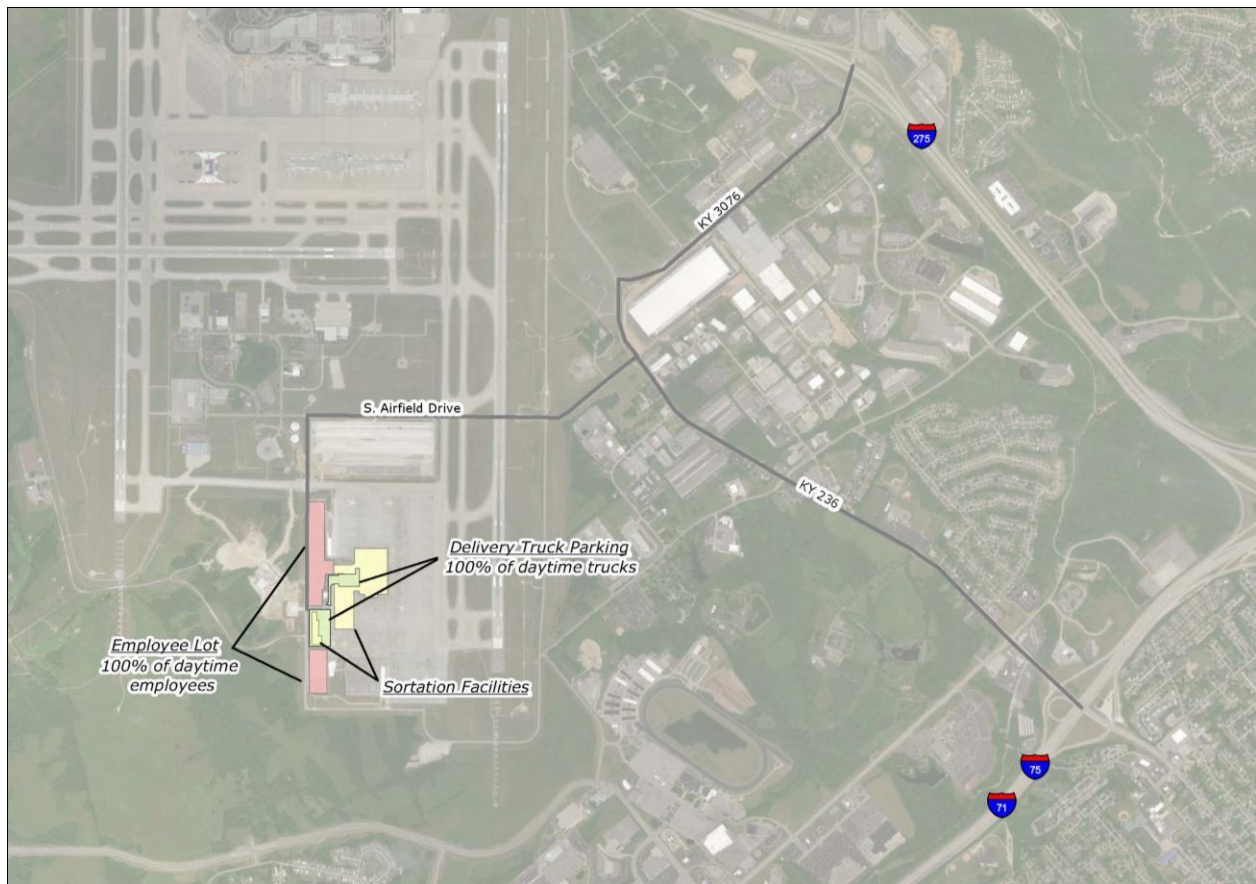 275
KY 3076
S. Airfield Drive
KY 236
Delivery Truck Parking
100% of daytime trucks
Employee Lot
100% of daytime
employees
Sortation Facilities
75
71